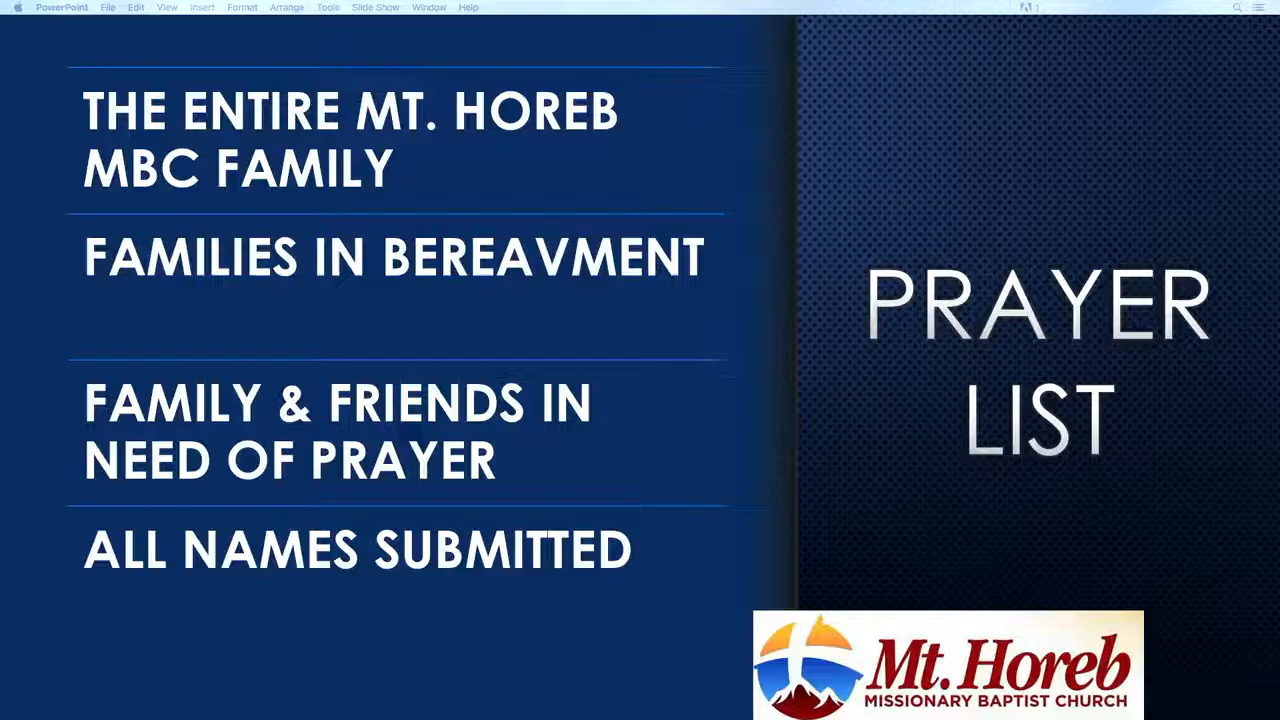 PowerPoint File Edit View Insert Format Arrange Tools Slide Show Window Help
1
THE ENTIRE MT. HOREB
MBC FAMILY
FAMILIES IN BEREAVMENT
FAMILY & FRIENDS IN
NEED OF PRAYER
ALL NAMES SUBMITTED
PRAYER
LIST
Mt. Horeb
MISSIONARY BAPTIST CHURCH